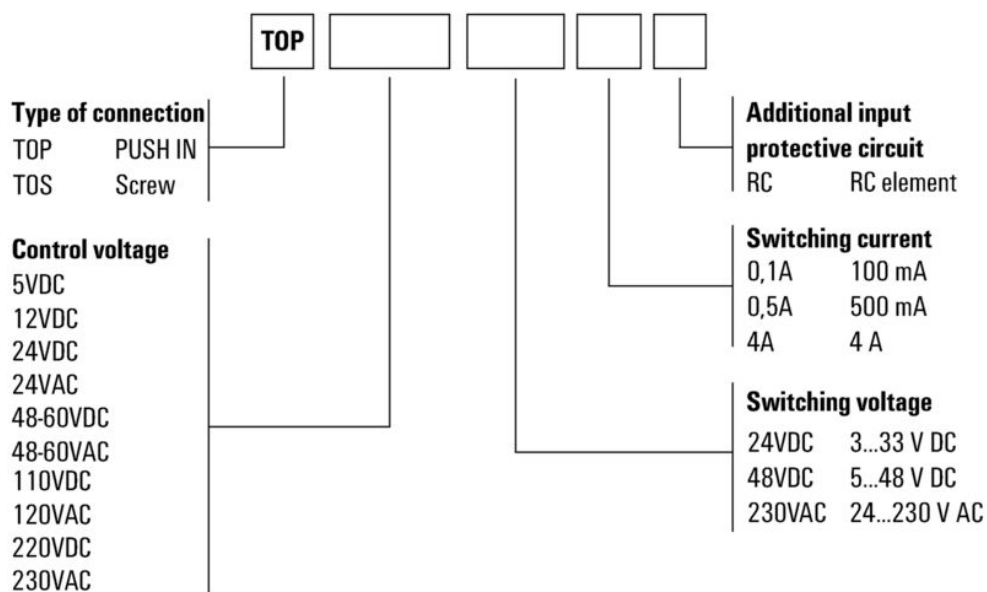 TOP
Type of connection
TOP PUSH IN
TOS Screw
Control voltage
5VDC
12VDC
24VDC
24VAC
48-60VDC
48-60VAC
110VDC
120VAC
220VDC
230VAC
Additional input
protective circuit
RC RC element
Switching current
0,1A 100 mA
0,5A 500 mA
4A 4 A
Switching voltage
24VDC 3...33 V DC
48VDC 5...48 V DC
230VAC 24...230 V AC